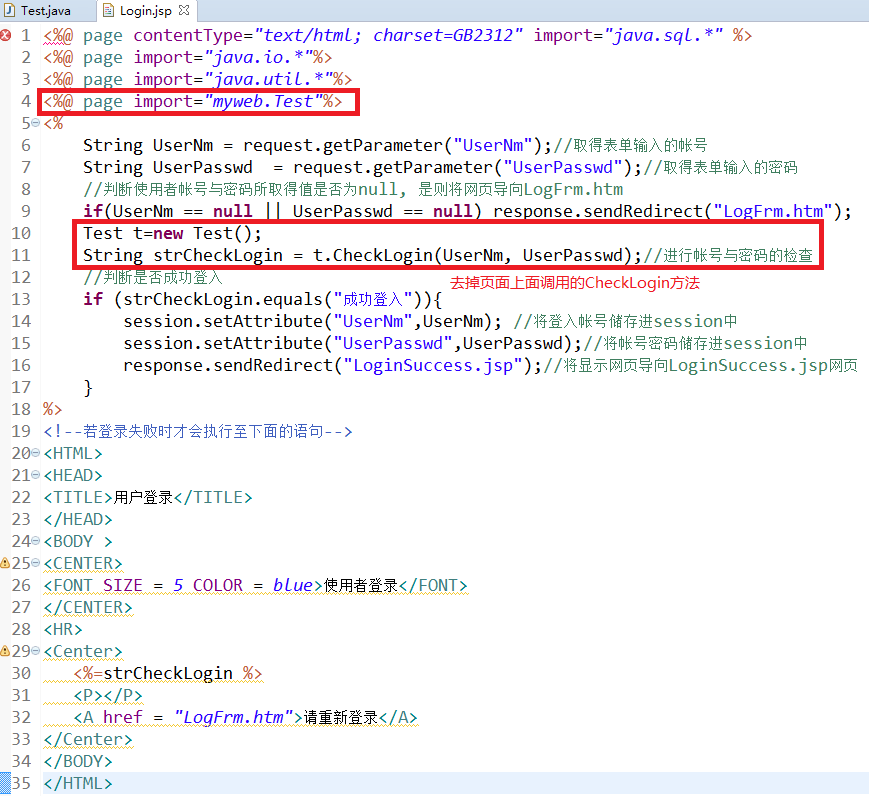 Test.java Login.jsp
1 <%@ page contentType="text/html; charset=GB2312" import="java.sql.*" %>
2 <%@ page import="java.io.*"%>
3 <%@ page import="java.util.*"%>
4 <%@ page import="myweb.Test"%>
5 <%
6 String UserNm = request.getParameter("UserNm");//取得表单输入的帐号
7 String UserPasswd  = request.getParameter("UserPasswd");//取得表单输入的密码
8 //判断使用者帐号与密码所取得值是否为null, 是则将网页导向LogFrm.htm
9 if(UserNm == null || UserPasswd == null) response.sendRedirect("LogFrm.htm");
10 Test t=new Test();
11 String strCheckLogin = t.CheckLogin(UserNm, UserPasswd);//进行帐号与密码的检查
12 //判断是否成功登入
去掉页面上面调用的CheckLogin方法
13 if (strCheckLogin.equals("成功登入")){
14 session.setAttribute("UserNm",UserNm); //将登入帐号储存进session中
15 session.setAttribute("UserPasswd",UserPasswd);//将帐号密码储存进session中
16 response.sendRedirect("LoginSuccess.jsp");//将显示网页导向LoginSuccess.jsp网页
17 }
18 %>
19 <!--若登录失败时才会执行至下面的语句-->
20 <HTML>
21 <HEAD>
22 <TITLE>用户登录</TITLE>
23 </HEAD>
24 <BODY >
25 <CENTER>
26 <FONT SIZE = 5 COLOR = blue>使用者登录</FONT>
27 </CENTER>
28 <HR>
29 <Center>
30 <%=strCheckLogin %>
31 <P></P>
32 <A href = "LogFrm.htm">请重新登录</A>
33 </Center>
34 </BODY>
35 </HTML>